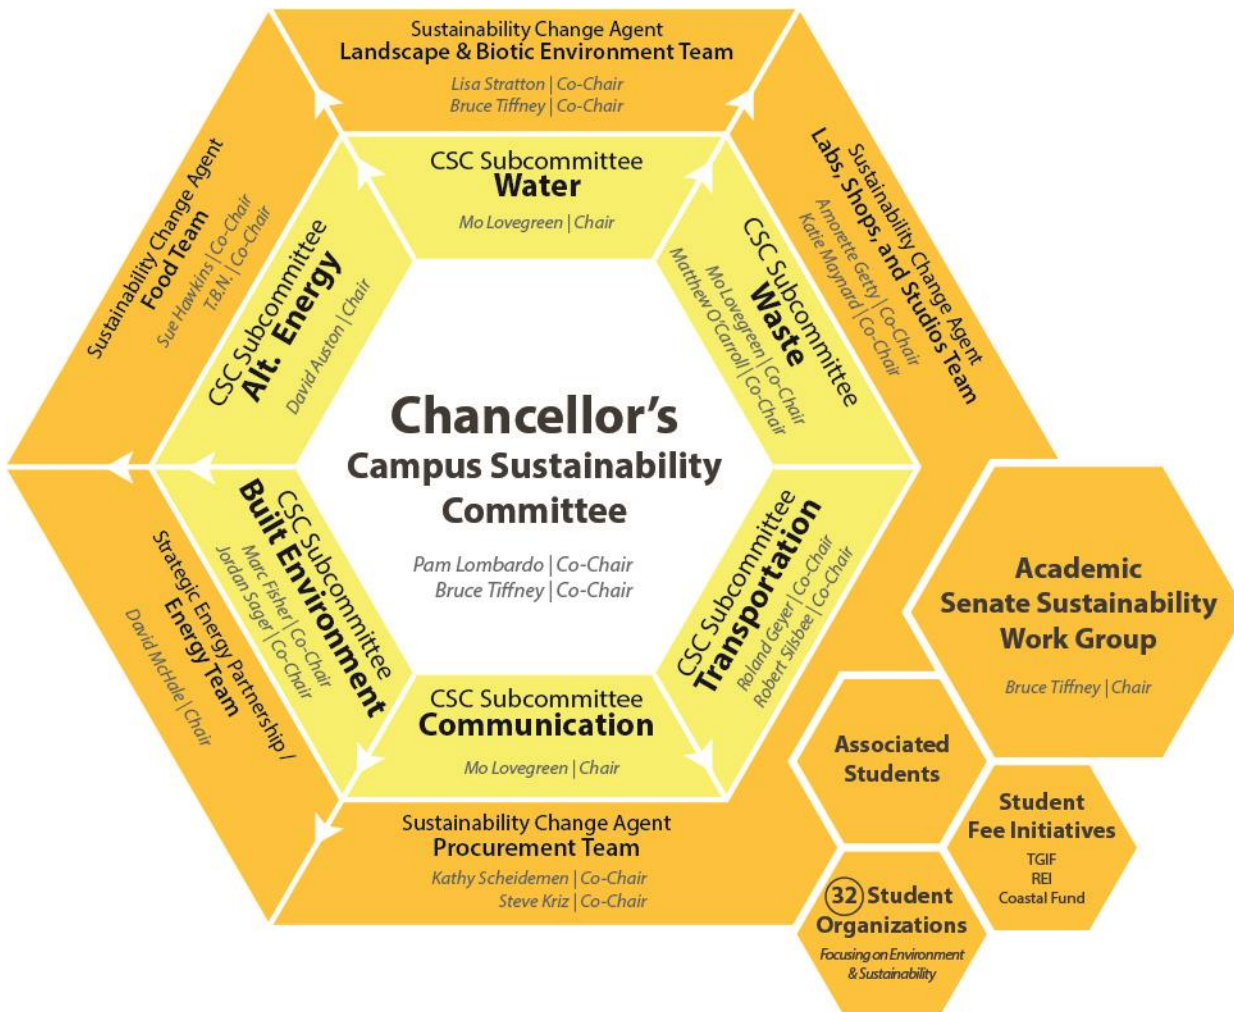 Sustainability Change Agent
Landscape & Biotic Environment Team
Lisa Stratton | Co-Chair
Bruce Tiffney | Co-Chair
Sustainability Change Agent
Food Team
Sue Hawkins | Co-Chair
T.B.N. | Co-Chair
CSC Subcommittee
Water
Mo Lovegreen | Chair
Sustainability Change Agent
Labs, Shops, and Studios Team
Amorette Getty | Co-Chair
Katie Maynard | Co-Chair
CSC Subcommittee
Alt. Energy
David Auston | Chair
CSC Subcommittee
Waste
Mo Lovegreen | Co-Chair
Matthew O'Carroll | Co-Chair
Chancellor's
Campus Sustainability
Committee
Pam Lombardo | Co-Chair
Bruce Tiffney | Co-Chair
Strategic Energy Partnership /
Energy Team
David McHale | Chair
CSC Subcommittee
Built Environment
Marc Fisher | Co-Chair
Jordan Sager | Co-Chair
CSC Subcommittee
Transportation
Roland Geyer | Co-Chair
Robert Silsbee | Co-Chair
CSC Subcommittee
Communication
Mo Lovegreen | Chair
Sustainability Change Agent
Procurement Team
Kathy Scheidemen | Co-Chair
Steve Kriz | Co-Chair
Academic
Senate Sustainability
Work Group
Bruce Tiffney | Chair
Associated
Students
Student
Fee Initiatives
TGIF
REI
Coastal Fund
32 Student
Organizations
Focusing on Environment
& Sustainability